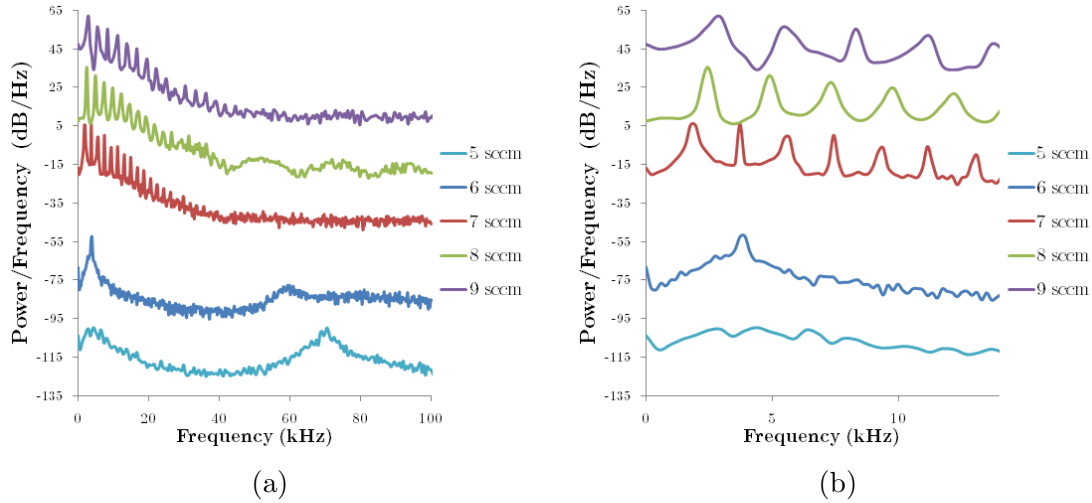 65
45
25
5
-15
-35
-55
-75
-95
-115
-135
Power/Frequency (dB/Hz)
0
20
40
60
80
100
Frequency (kHz)
5 sccm
6 sccm
7 sccm
8 sccm
9 sccm
(a)
65
45
25
5
-15
-35
-55
-75
-95
-115
-135
Power/Frequency (dB/Hz)
0
5
10
Frequency (kHz)
5 sccm
6 sccm
7 sccm
8 sccm
9 sccm
(b)